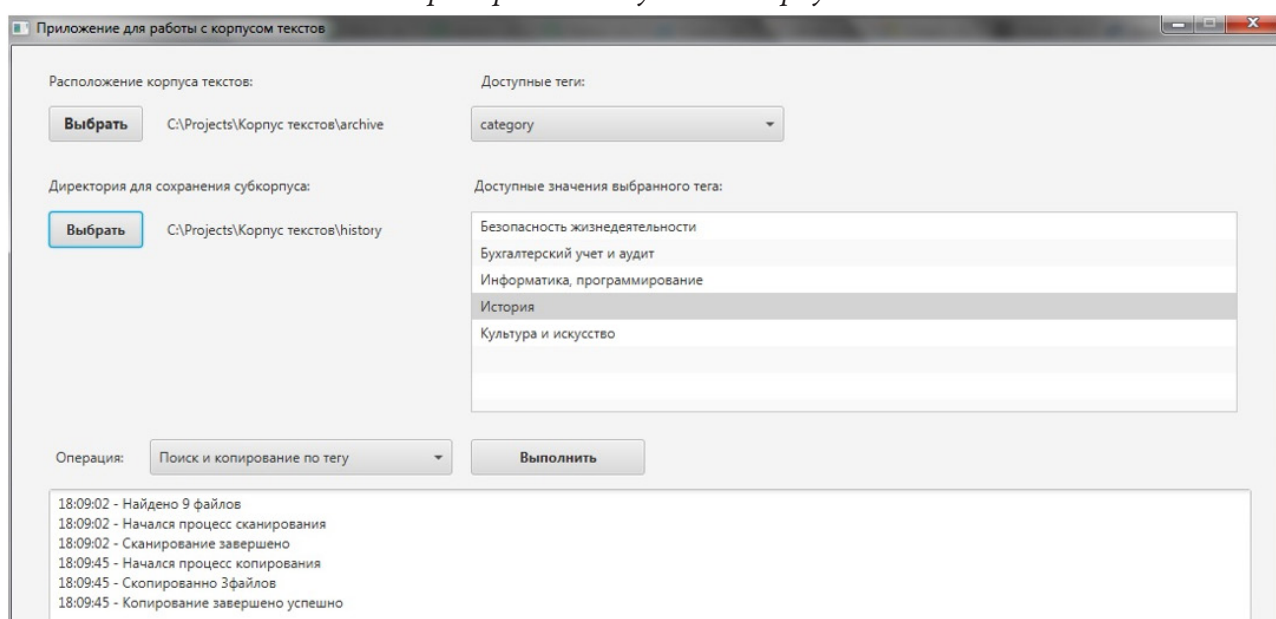 Приложение для работы с корпусом текстов
Расположение корпуса текстов:
Доступные теги:
Выбрать
C:\Projects\Корпус текстов\archive
category
Директория для сохранения субкорпуса:
Доступные значения выбранного тега:
Выбрать
C:\Projects\Корпус текстов\history
Безопасность жизнедеятельности
Бухгалтерский учет и аудит
Информатика, программирование
История
Культура и искусство
Операция:
Поиск и копирование по тегу
Выполнить
18:09:02 - Найдено 9 файлов
18:09:02 - Начался процесс сканирования
18:09:02 - Сканирование завершено
18:09:45 - Начался процесс копирования
18:09:45 - Скопированно 3файлов
18:09:45 - Копирование завершено успешно